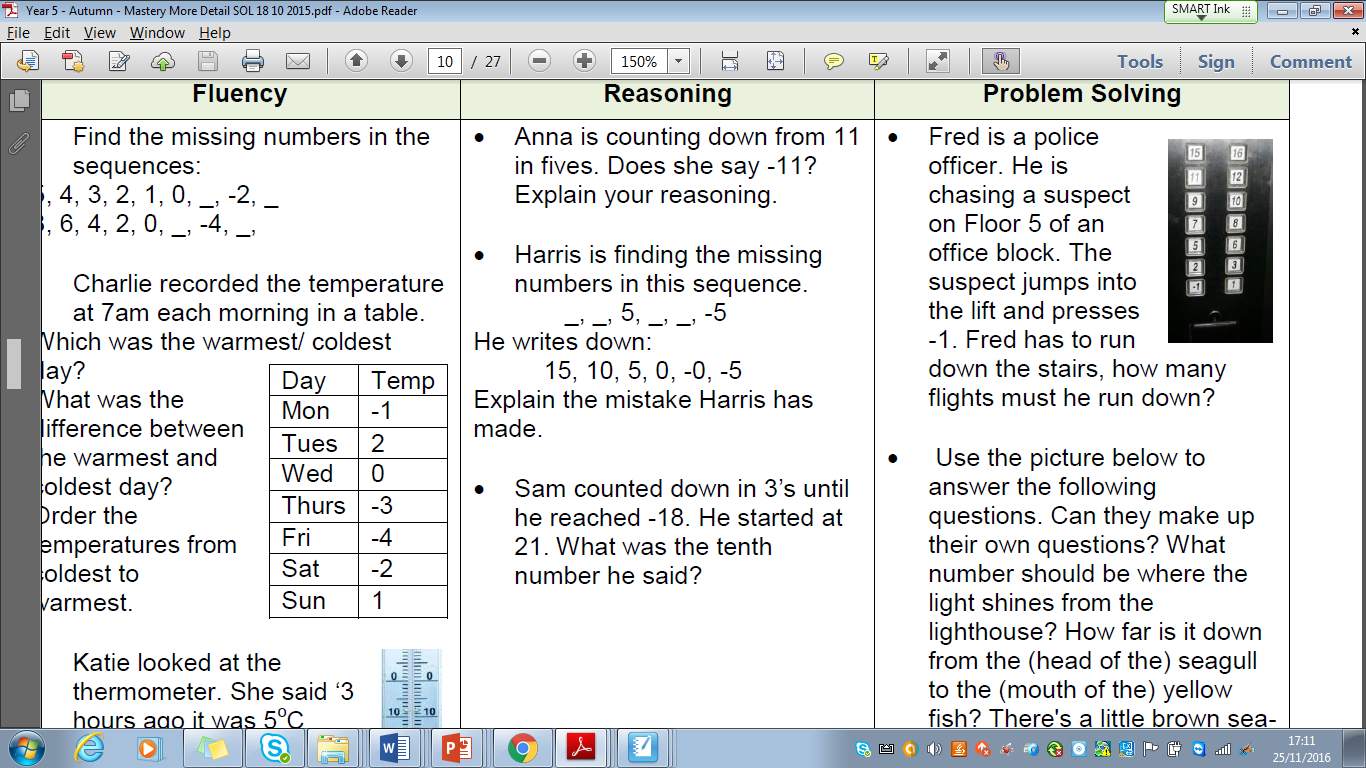 Year 5 - Autumn - Mastery More Detail SOL 18 10 2015.pdf - Adobe Reader
SMART Ink
File Edit View Window Help
10 / 27
150%
Tools Sign Comment
Fluency
Find the missing numbers in the
sequences:
, 4, 3, 2, 1, 0, _, -2, _
, 6, 4, 2, 0, _, -4, _,
Charlie recorded the temperature
at 7am each morning in a table.
Which was the warmest/ coldest
day?
What was the
difference between
the warmest and
coldest day?
Order the
temperatures from
coldest to
warmest.
Day Temp
Mon -1
Tues 2
Wed 0
Thurs -3
Fri -4
Sat -2
Sun 1
Katie looked at the
thermometer. She said ‘3
hours ago it was 5°C
0 0
10 10
Reasoning
• Anna is counting down from 11
in fives. Does she say -11?
Explain your reasoning.
• Harris is finding the missing
numbers in this sequence.
_, _, 5, _, _, -5
He writes down:
15, 10, 5, 0, -0, -5
Explain the mistake Harris has
made.
• Sam counted down in 3’s until
he reached -18. He started at
21. What was the tenth
number he said?
Problem Solving
• Fred is a police
officer. He is
chasing a suspect
on Floor 5 of an
office block. The
suspect jumps into
the lift and presses
-1. Fred has to run
down the stairs, how many
flights must he run down?
15 16
11 12
9 10
7 8
5 6
2 3
-1 1
• Use the picture below to
answer the following
questions. Can they make up
their own questions? What
number should be where the
light shines from the
lighthouse? How far is it down
from the (head of the) seagull
to the (mouth of the) yellow
fish? There's a little brown sea-
17:11
25/11/2016